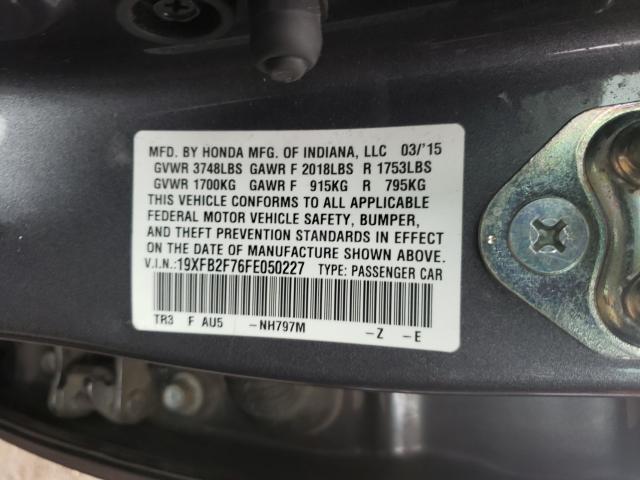 MFD. BY HONDA MFG. OF INDIANA, LLC 03/'15
GVWR 3748LBS GAWR F 2018LBS R 1753LBS
GVWR 1700KG GAWR F 915KG R 795KG
THIS VEHICLE CONFORMS TO ALL APPLICABLE
FEDERAL MOTOR VEHICLE SAFETY, BUMPER,
AND THEFT PREVENTION STANDARDS IN EFFECT
ON THE DATE OF MANUFACTURE SHOWN ABOVE.
V.I.N.:19XFB2F76FE050227 TYPE: PASSENGER CAR
TR3 F AU5 –NH797M –Z –E